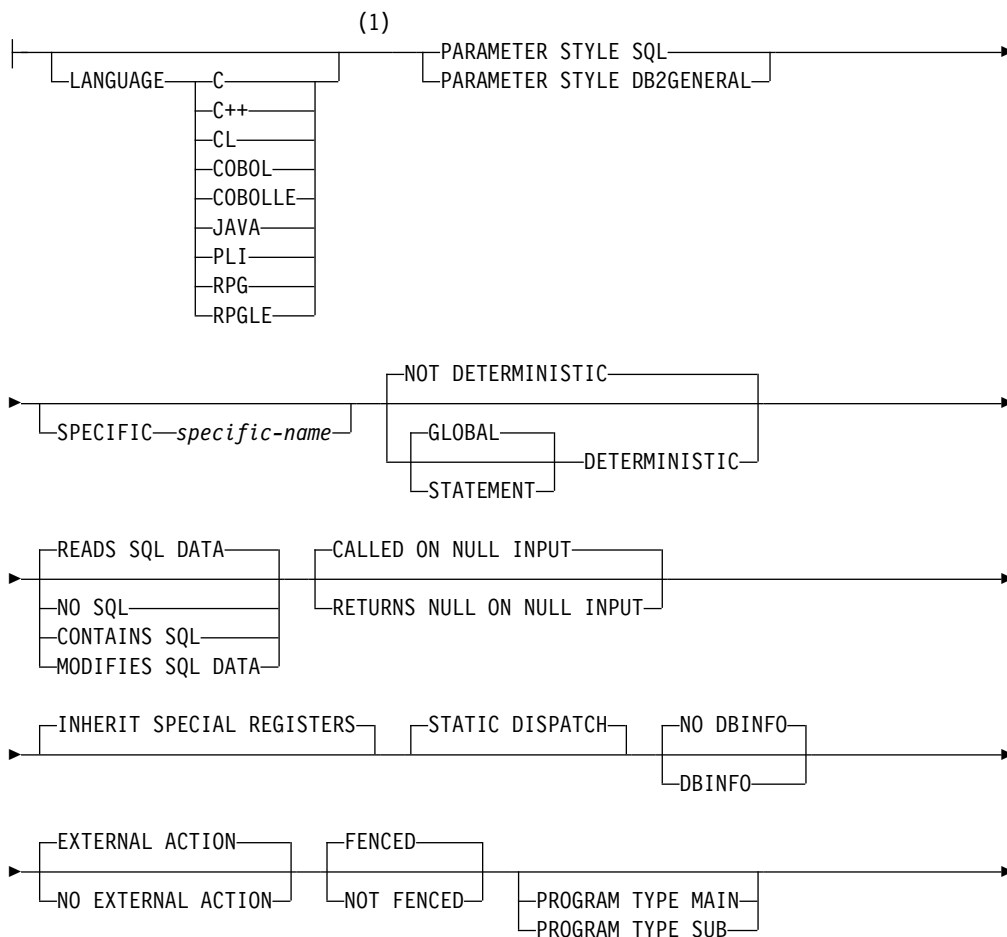 (1)
PARAMETER STYLE SQL
LANGUAGE C PARAMETER STYLE DB2GENERAL
C++
CL
COBOL
COBOLLE
JAVA
PLI
RPG
RPGLE
NOT DETERMINISTIC
SPECIFIC specific-name GLOBAL
DETERMINISTIC
STATEMENT
READS SQL DATA CALLED ON NULL INPUT
NO SQL RETURNS NULL ON NULL INPUT
CONTAINS SQL
MODIFIES SQL DATA
INHERIT SPECIAL REGISTERS STATIC DISPATCH NO DBINFO
DBINFO
EXTERNAL ACTION FENCED
NO EXTERNAL ACTION NOT FENCED PROGRAM TYPE MAIN
PROGRAM TYPE SUB